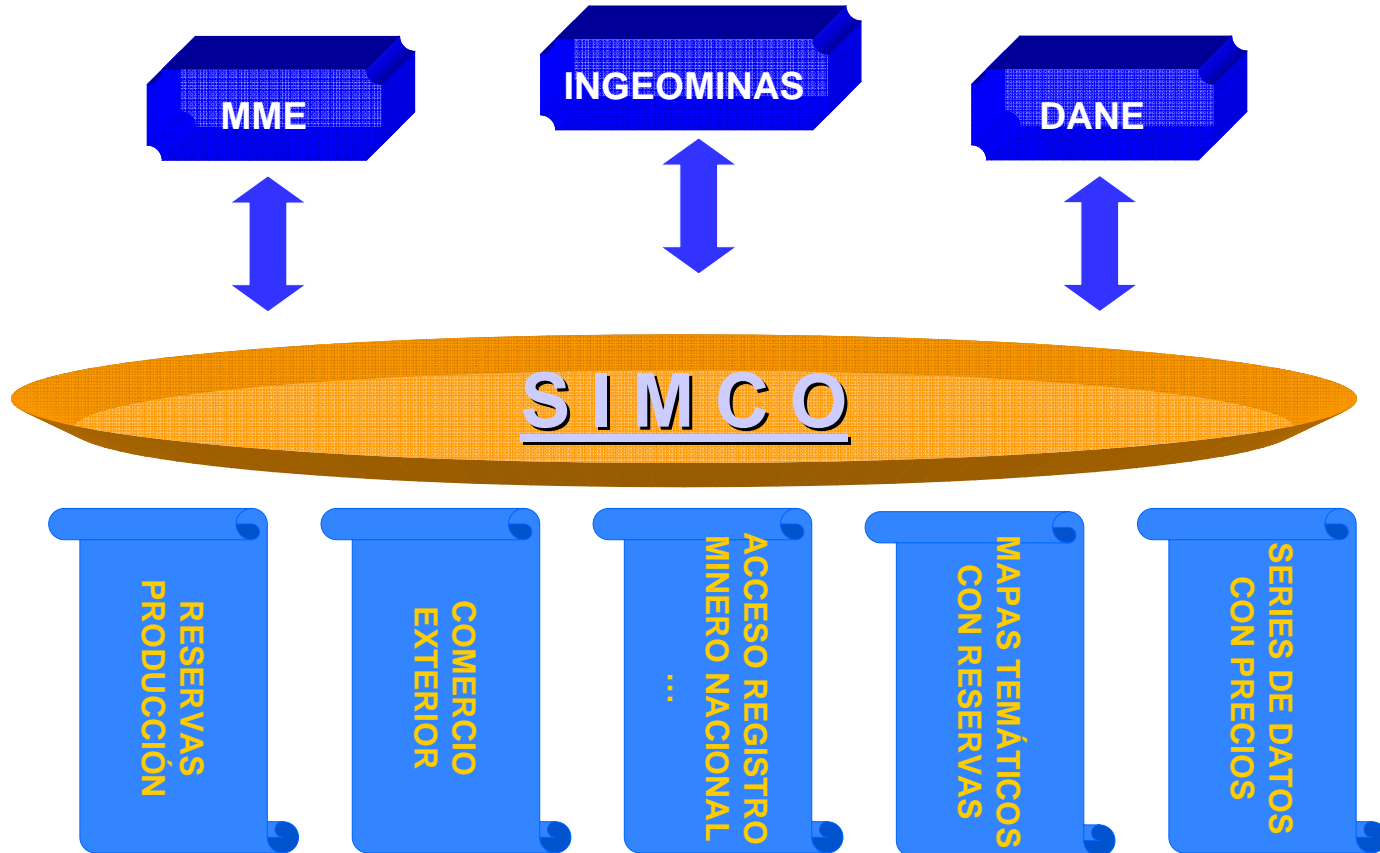 MME
INGEOMINAS
DANE
S I M C O
RESERVAS
PRODUCCIÓN
COMERCIO
EXTERIOR
ACCESO REGISTRO
MINERO NACIONAL
...
MAPAS TEMÁTICOS
CON RESERVAS
SERIES DE DATOS
CON PRECIOS